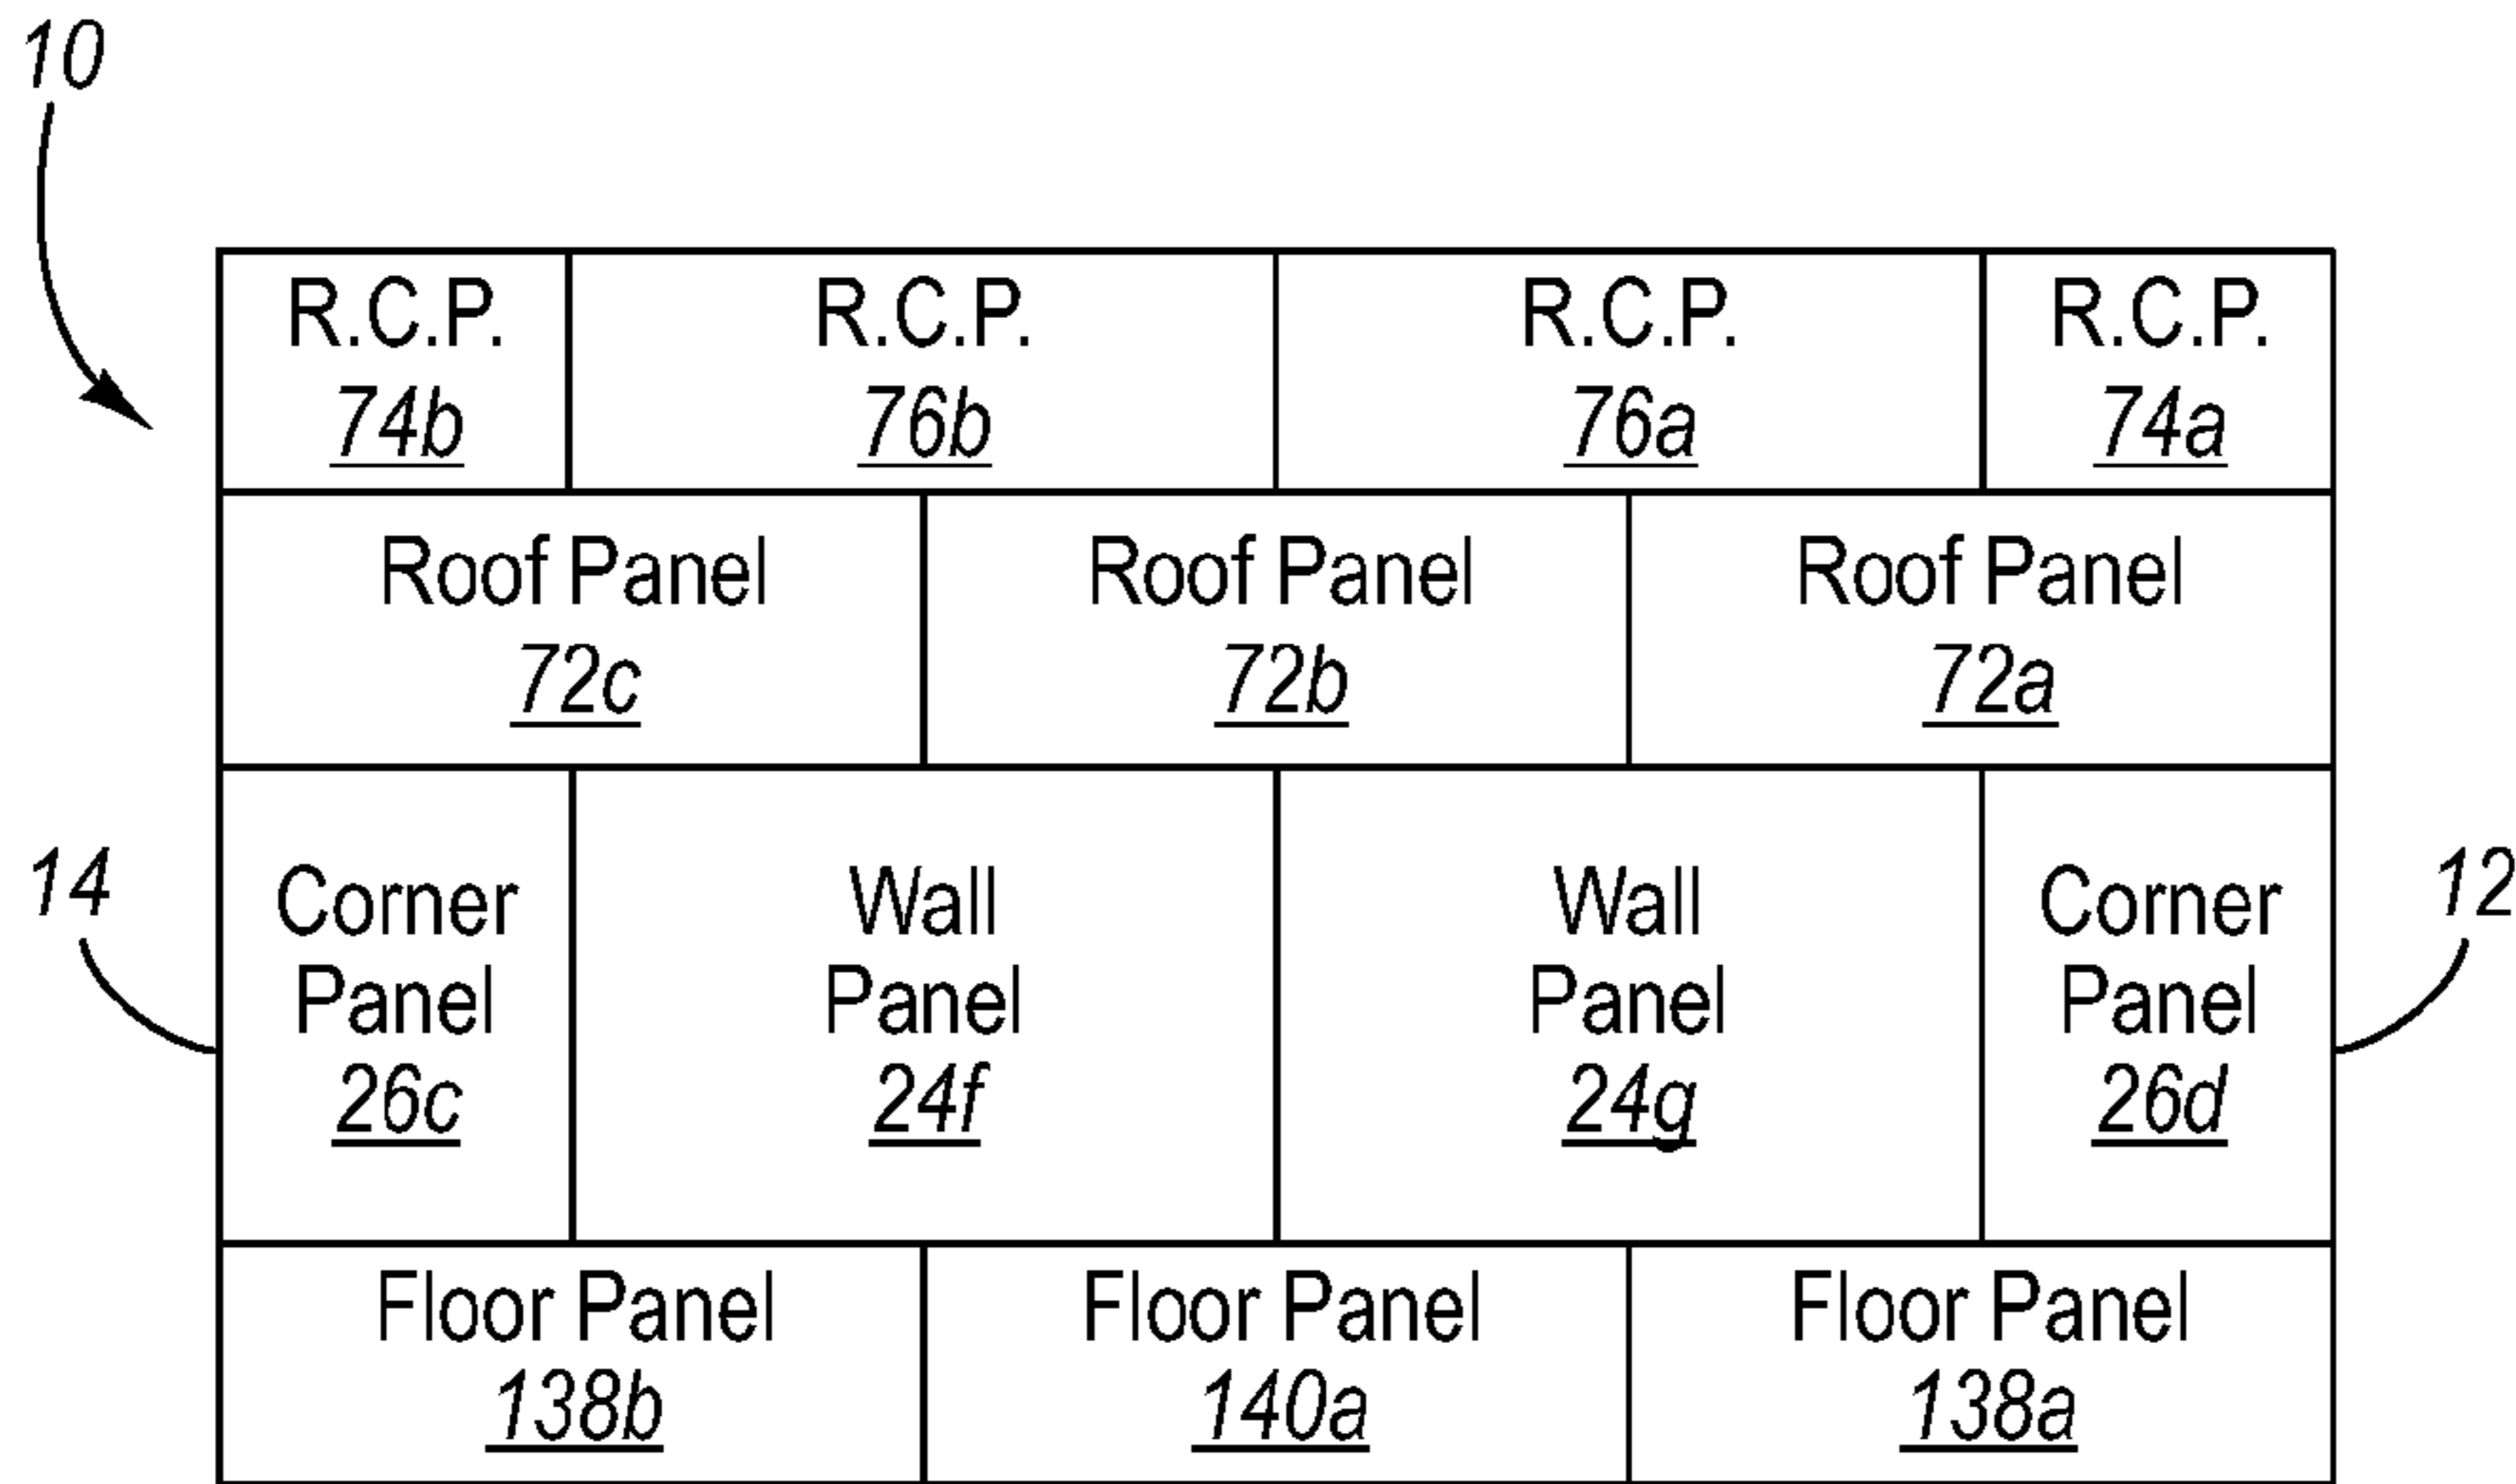 10
R.C.P. R.C.P. R.C.P. R.C.P.
74b 76b 76a 74a
Roof Panel Roof Panel Roof Panel
72c 72b 72a
14 12
Corner Wall Wall Corner
Panel Panel Panel Panel
26c 24f 24g 26d
Floor Panel Floor Panel Floor Panel
138b 140a 138a